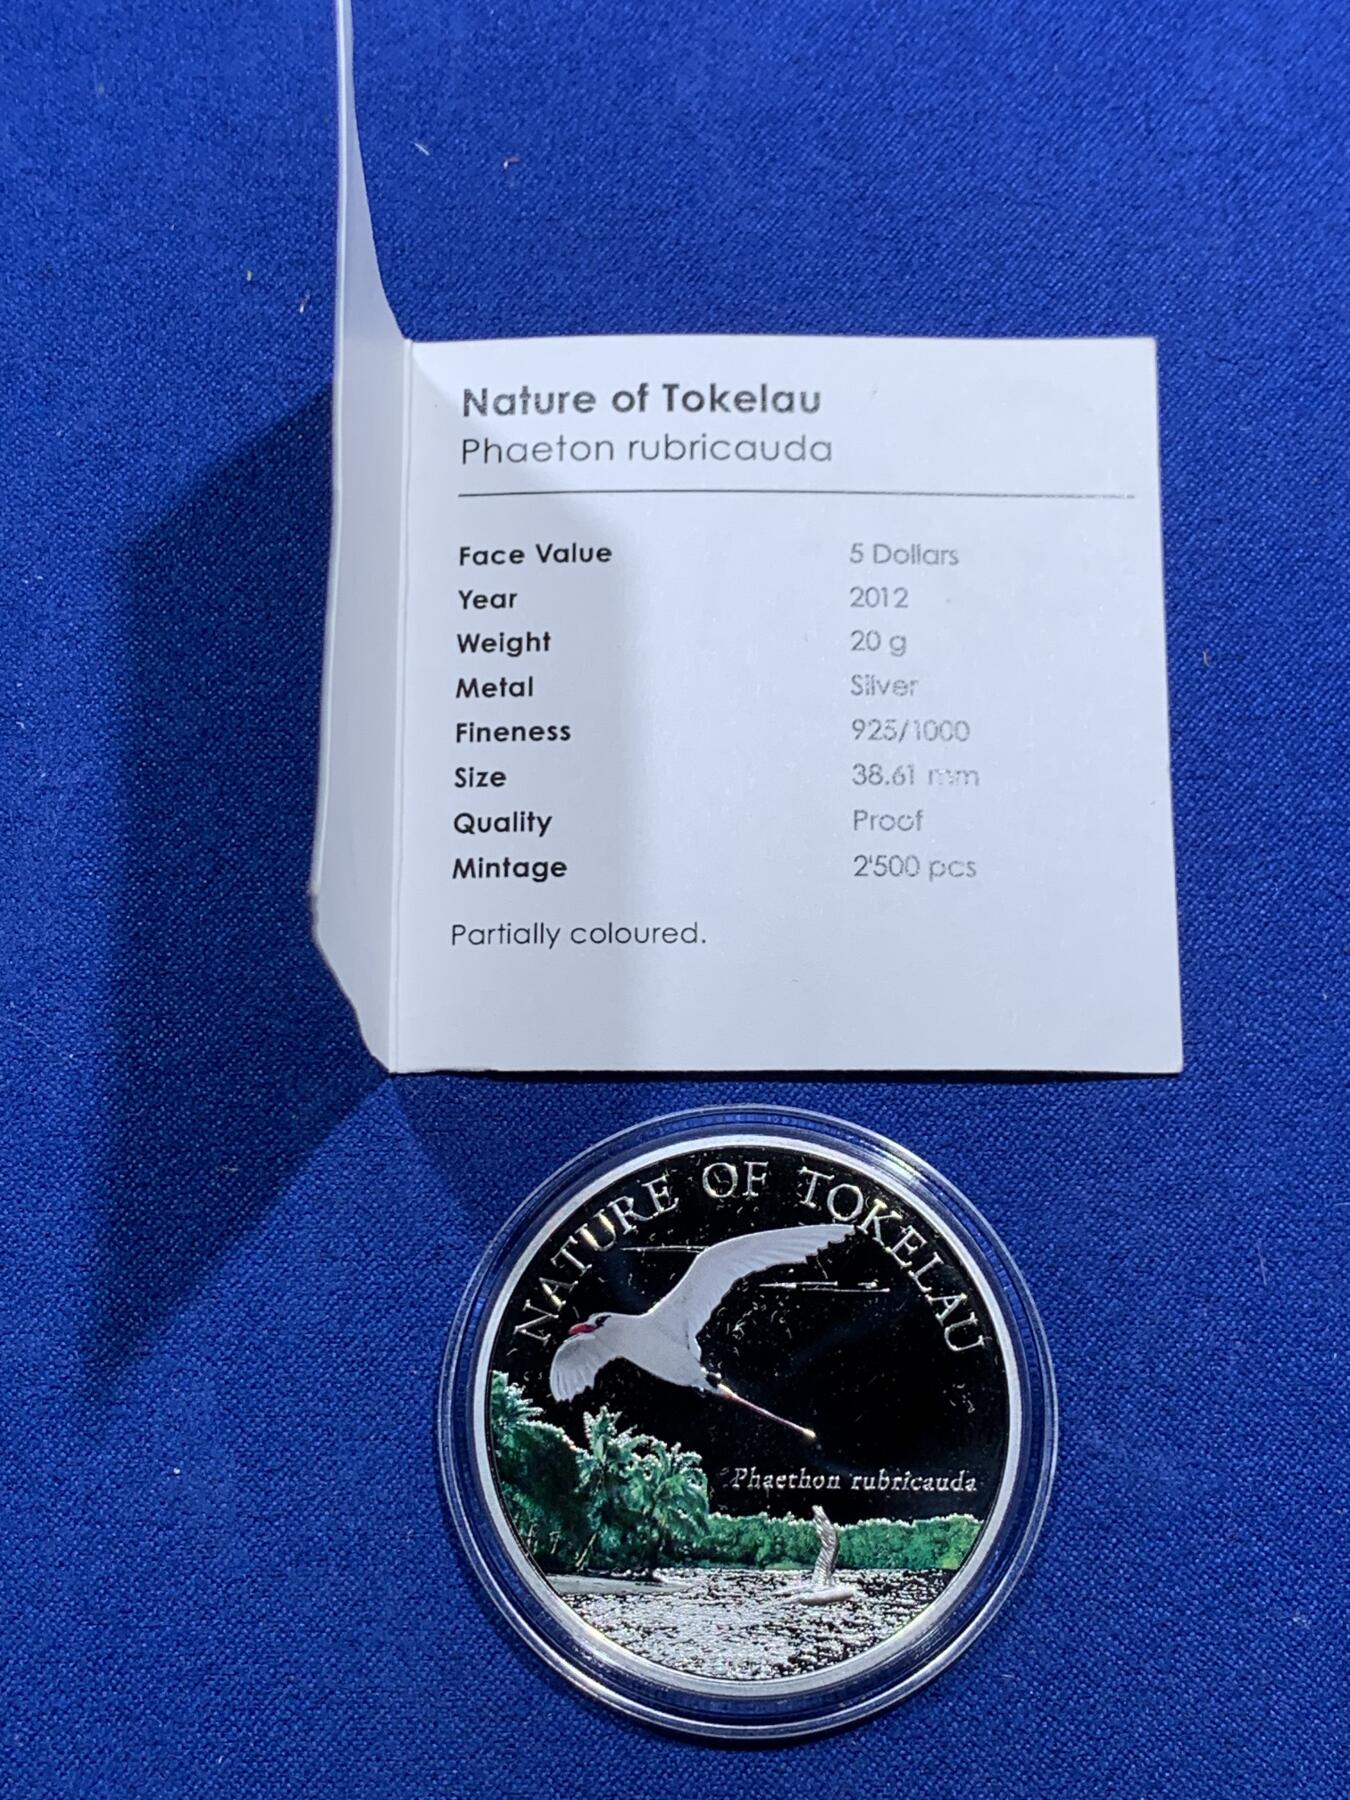 Nature of Tokelau
Phaeton rubricauda
Face Value 5 Dollars
Year 2012
Weight 20 g
Metal Silver
Fineness 925/1000
Size 38.61 mm
Quality Proof
Mintage 2'500 pcs
Partially coloured.
NATURE OF TOKELAU
Phaethon rubricauda